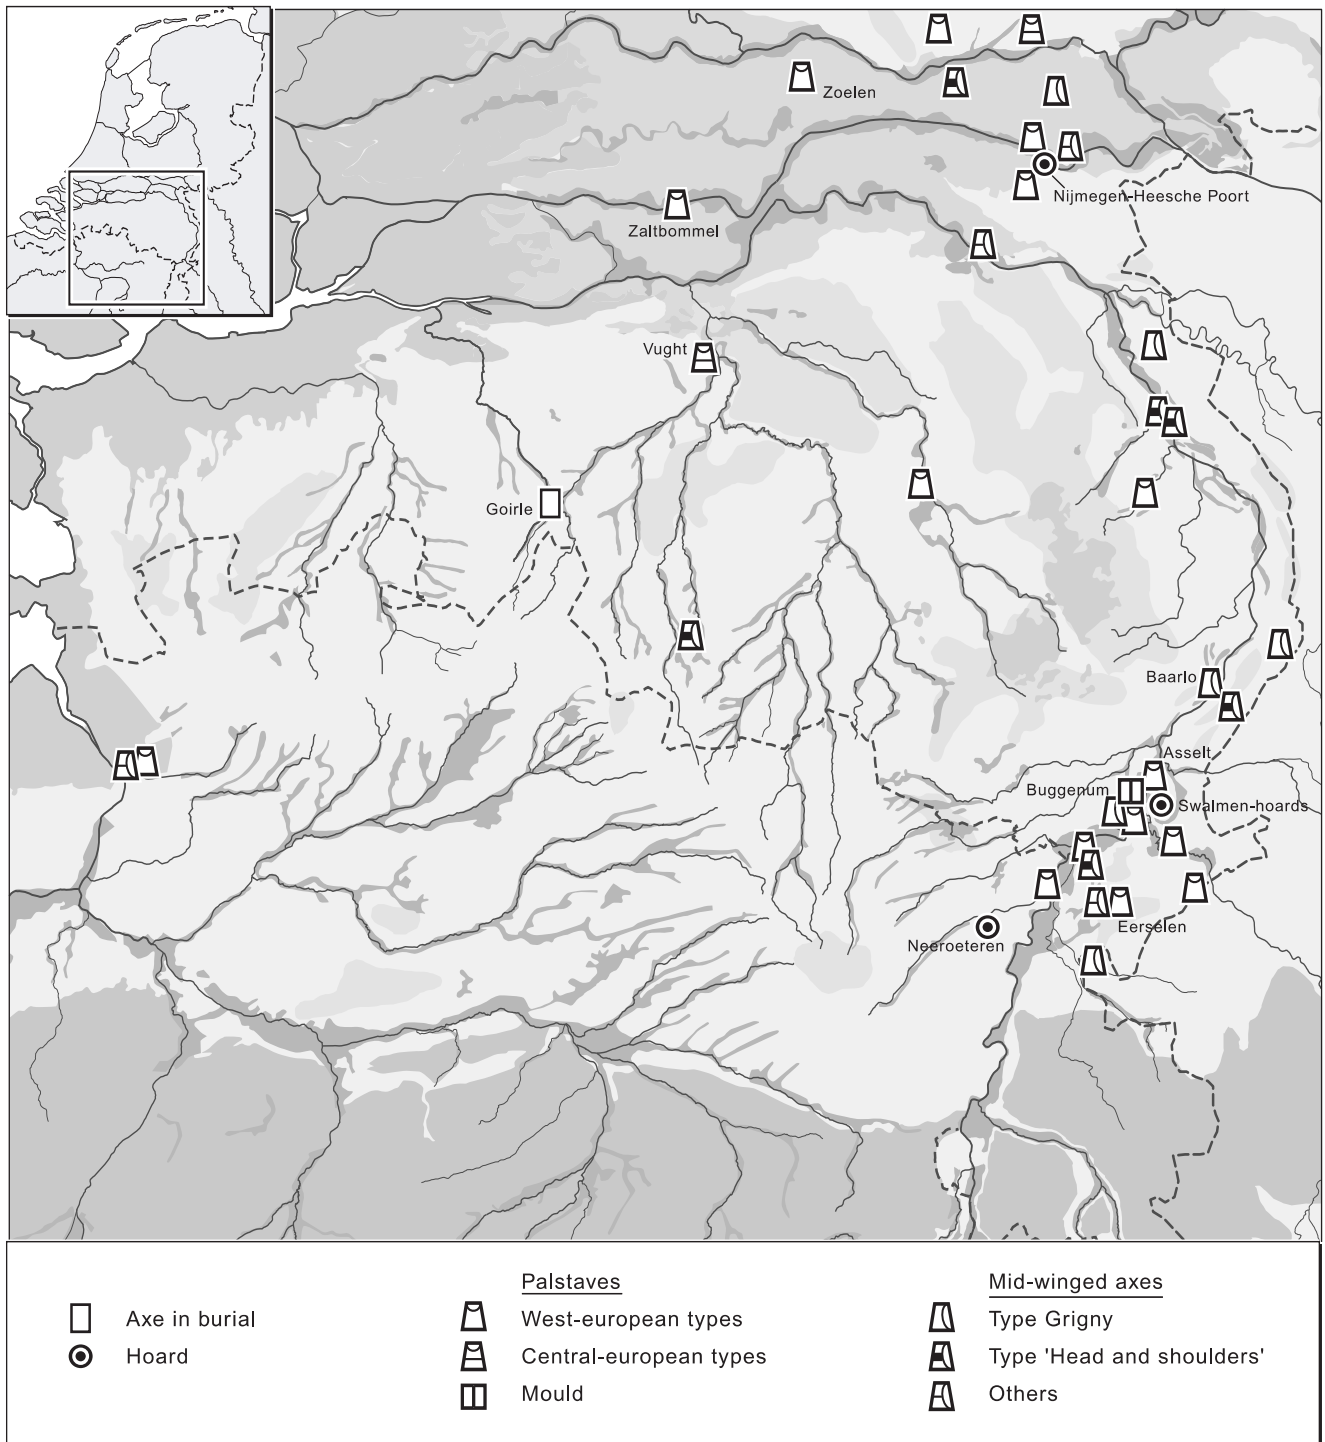 Zoelen
Nijmegen-Heesche Poort
Zaltbommel
Vught
Goirle
Baarlo
Asselt
Buggenum
Swalmen-hoards
Eerselen
Neeroeteren
Palstaves
Mid-winged axes
Axe in burial
West-european types
Type Grigny
Hoard
Central-european types
Type 'Head and shoulders'
Mould
Others